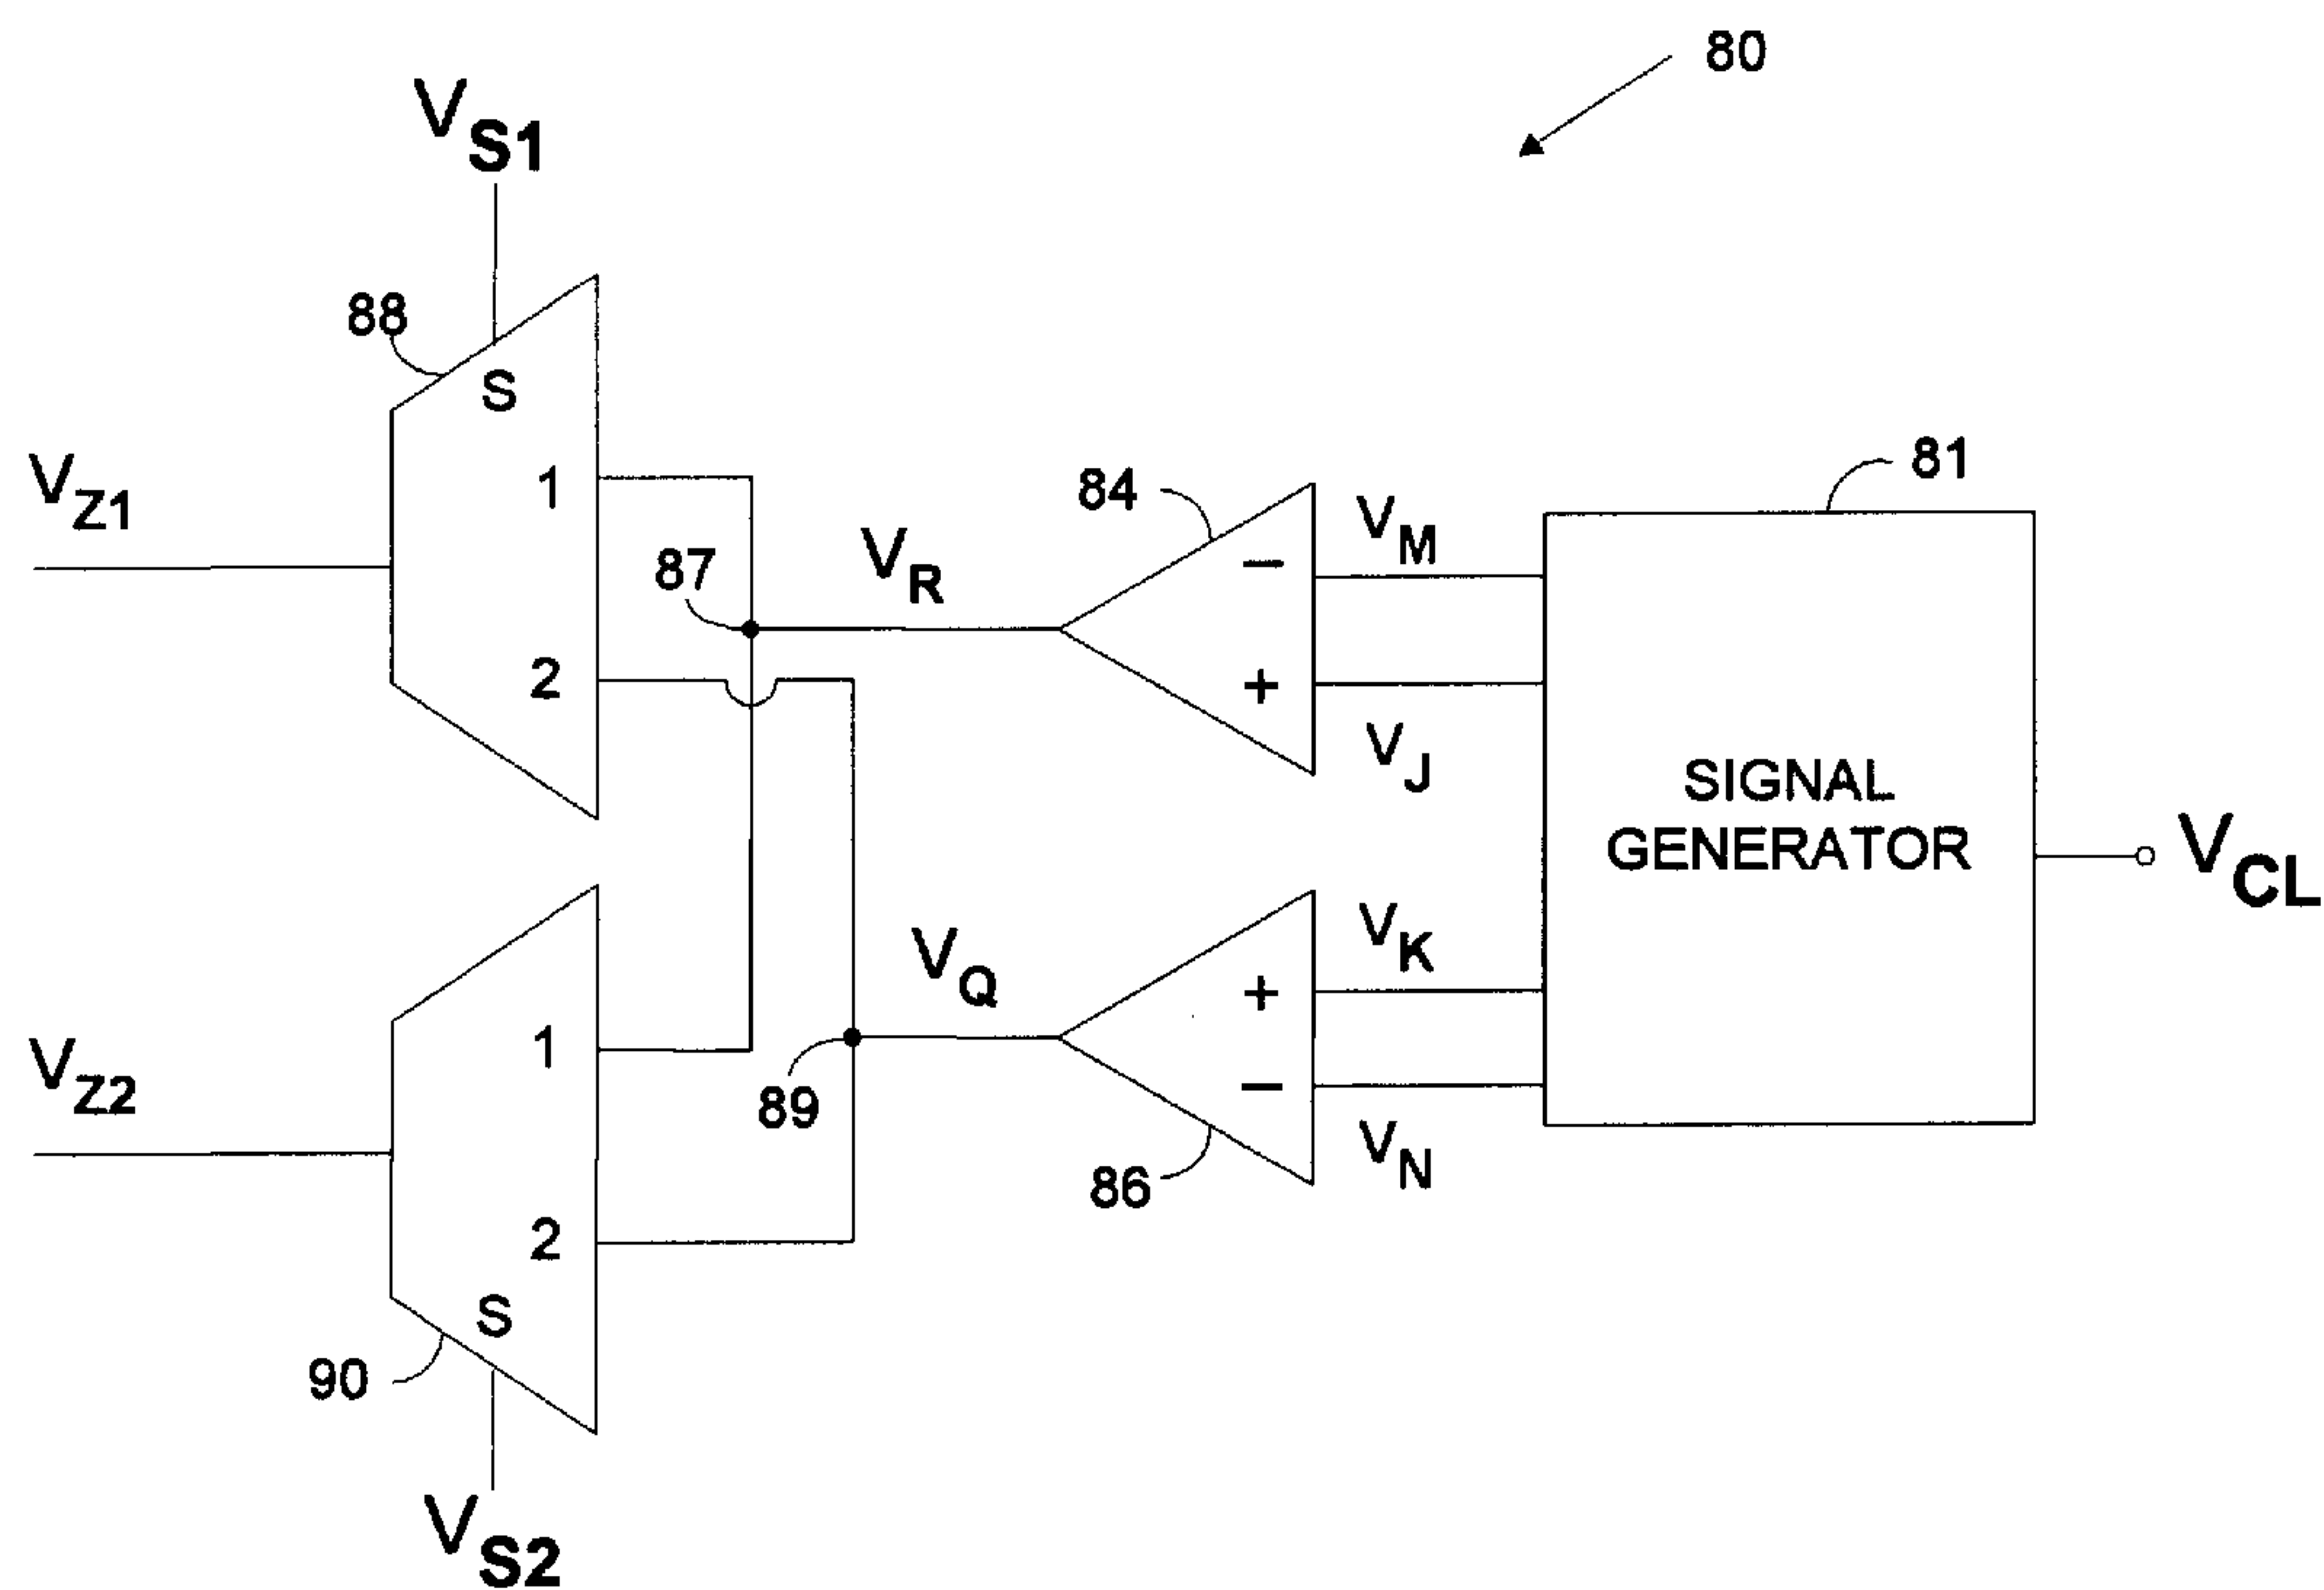 80
VS1
88
S
1
2
VZ1
87
VR
84
−
+
VM
VJ
81
SIGNAL
GENERATOR
VCL
VZ2
1
2
S
90
VS2
89
VQ
86
+
−
VK
VN